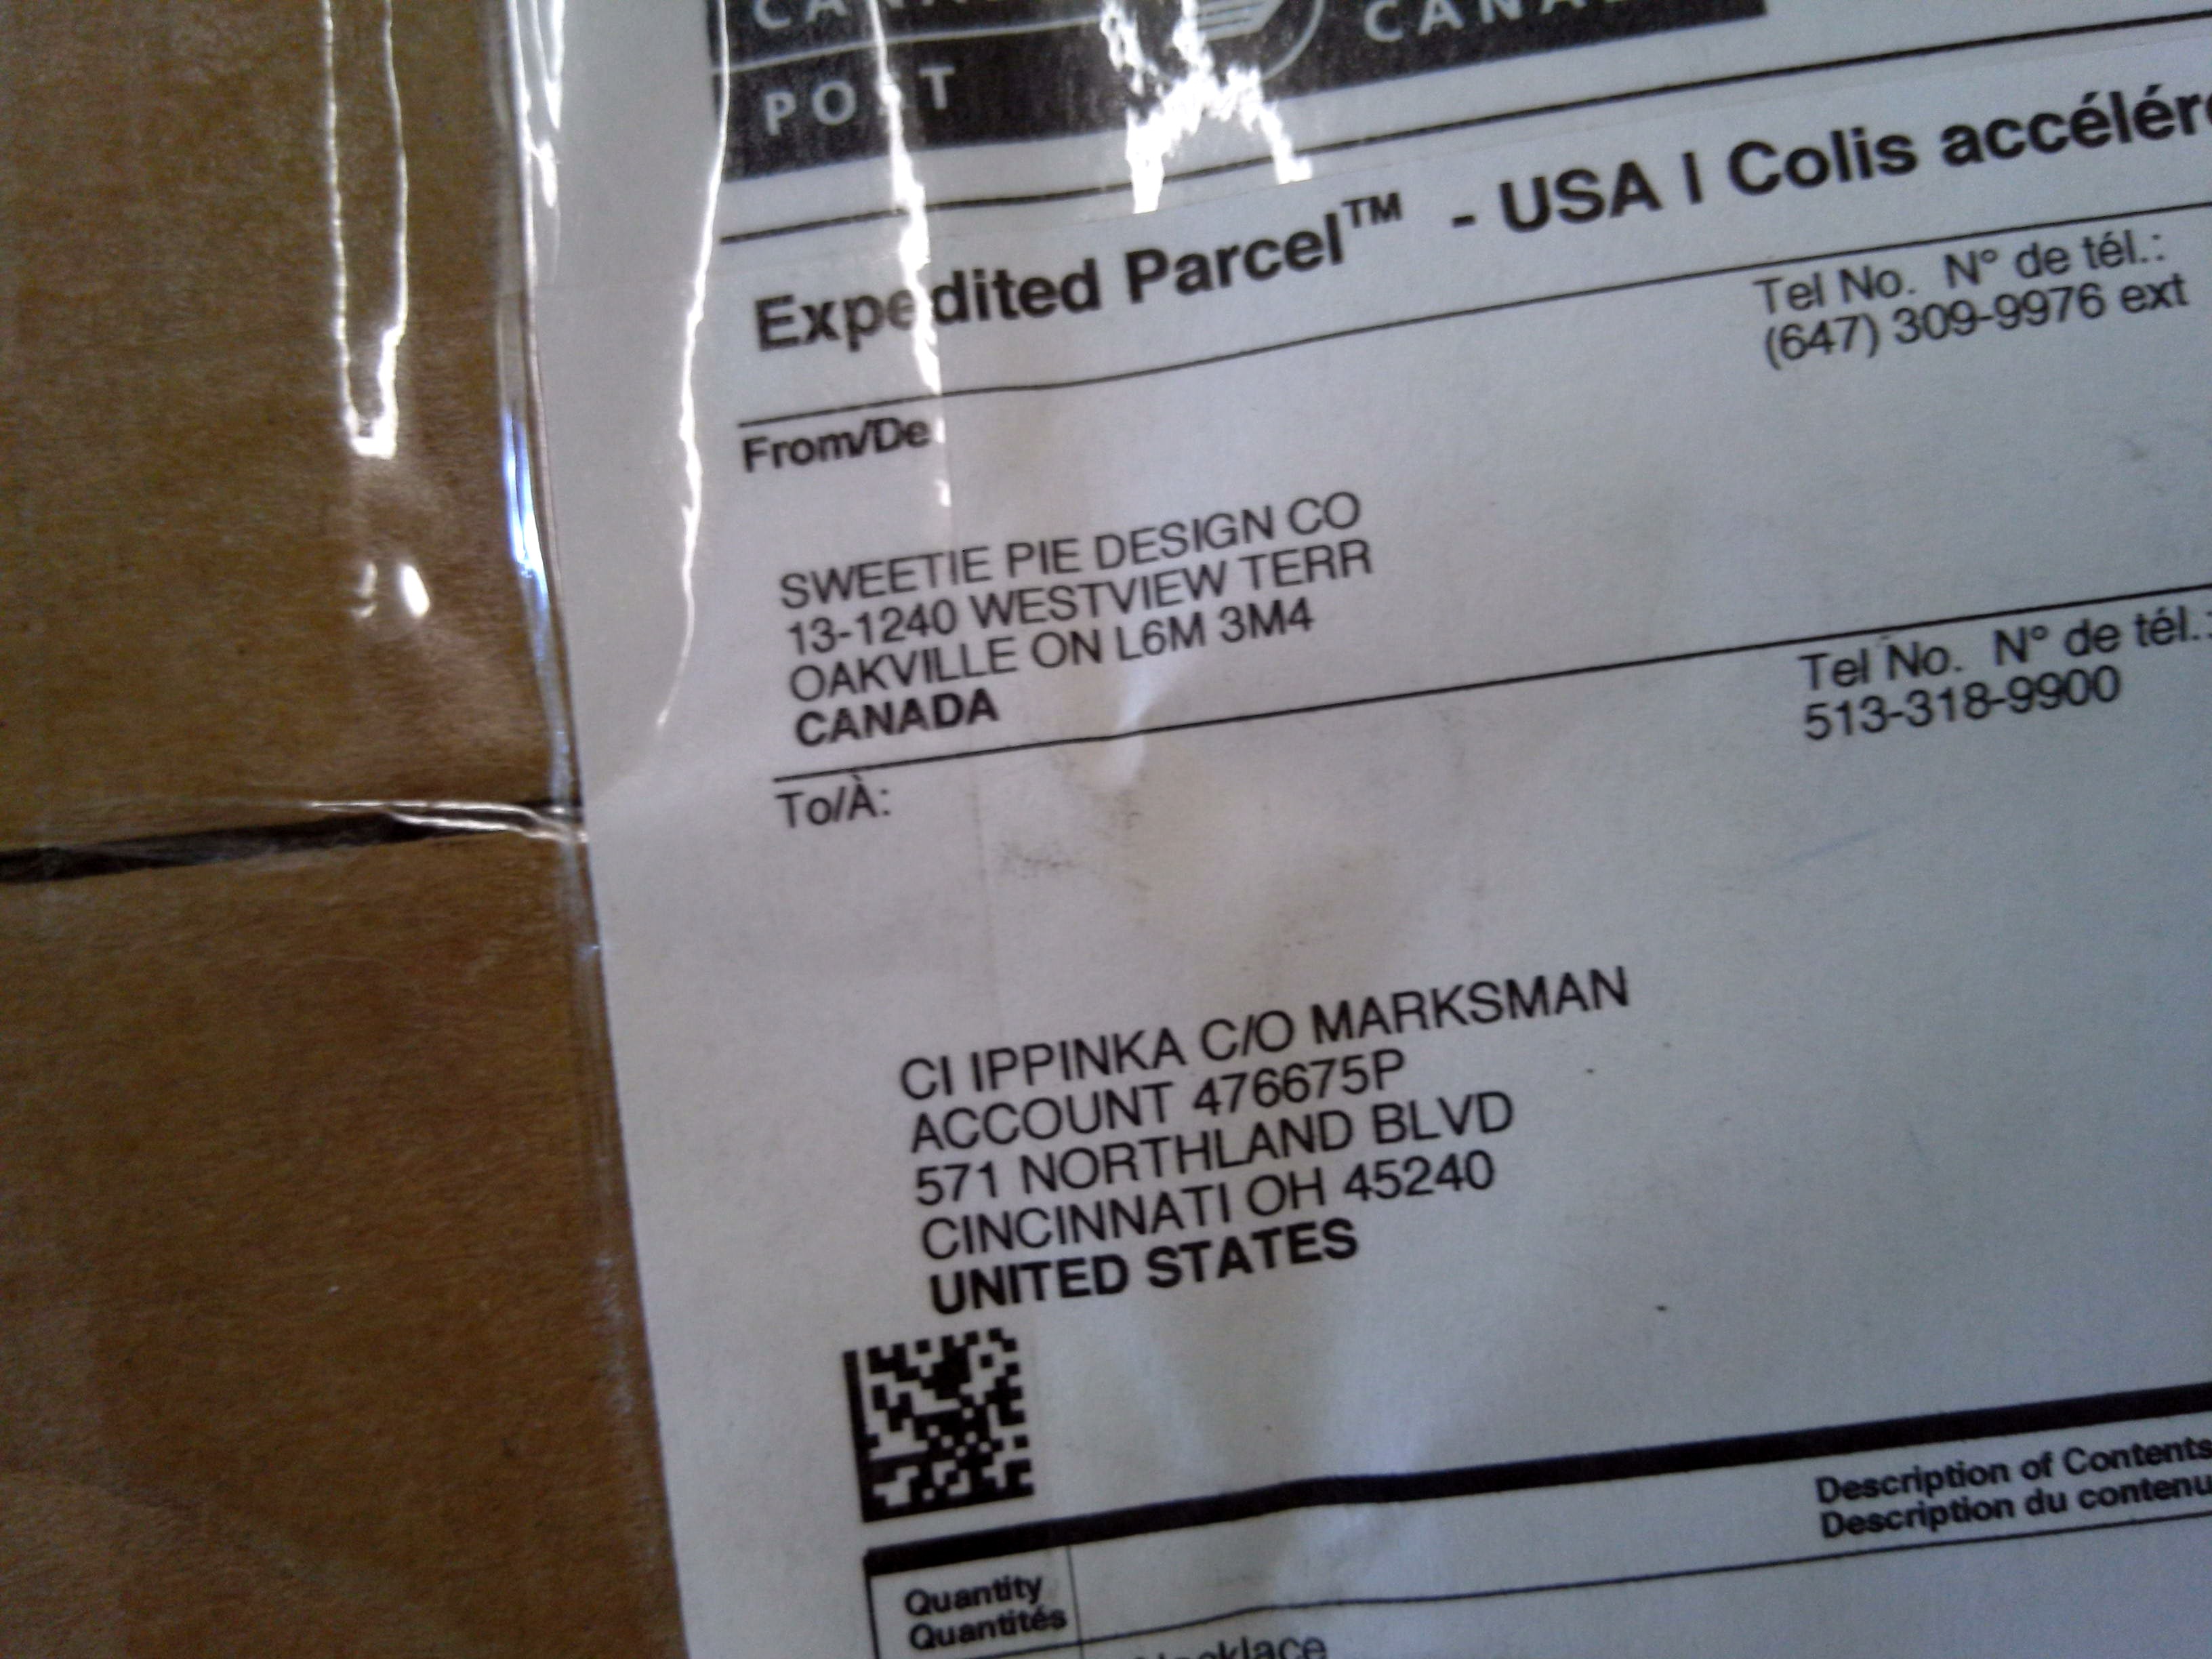 POST
Expedited Parcel™ - USA | Colis accéléré
Tel No. N° de tél.:
(647) 309-9976 ext
From/De
SWEETIE PIE DESIGN CO
13-1240 WESTVIEW TERR
OAKVILLE ON L6M 3M4
CANADA
Tel No. N° de tél.:
513-318-9900
To/À:
CI IPPINKA C/O MARKSMAN
ACCOUNT 476675P
571 NORTHLAND BLVD
CINCINNATI OH 45240
UNITED STATES
Description of Contents
Description du contenu
Quantity
Quantités
Necklace